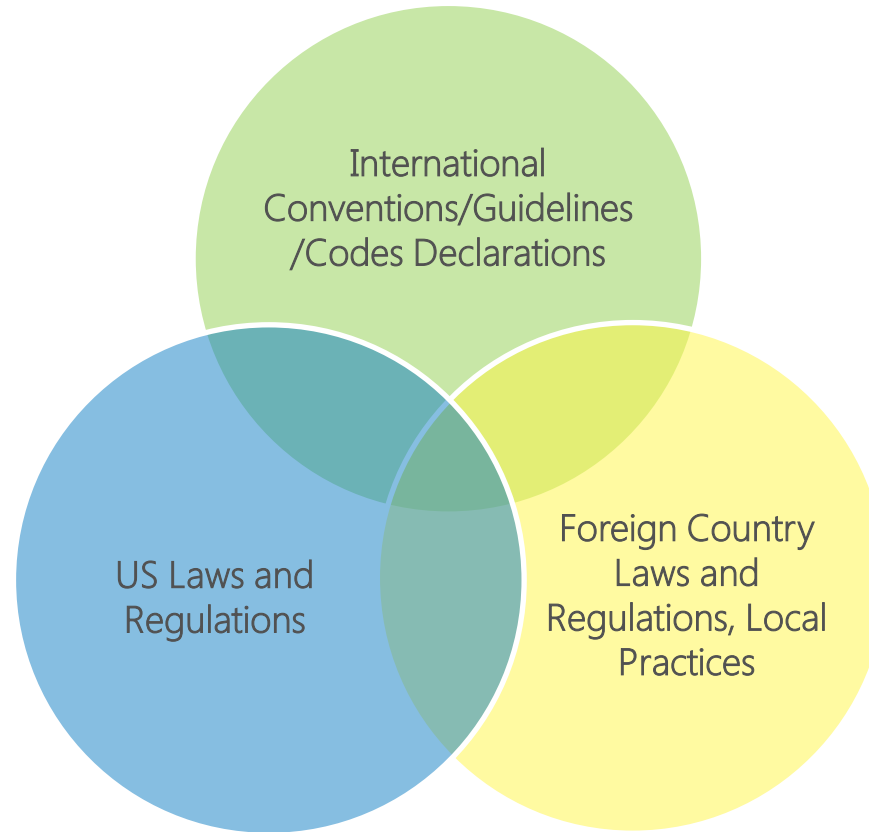 International
Conventions/Guidelines
/Codes Declarations
US Laws and
Regulations
Foreign Country
Laws and
Regulations, Local
Practices